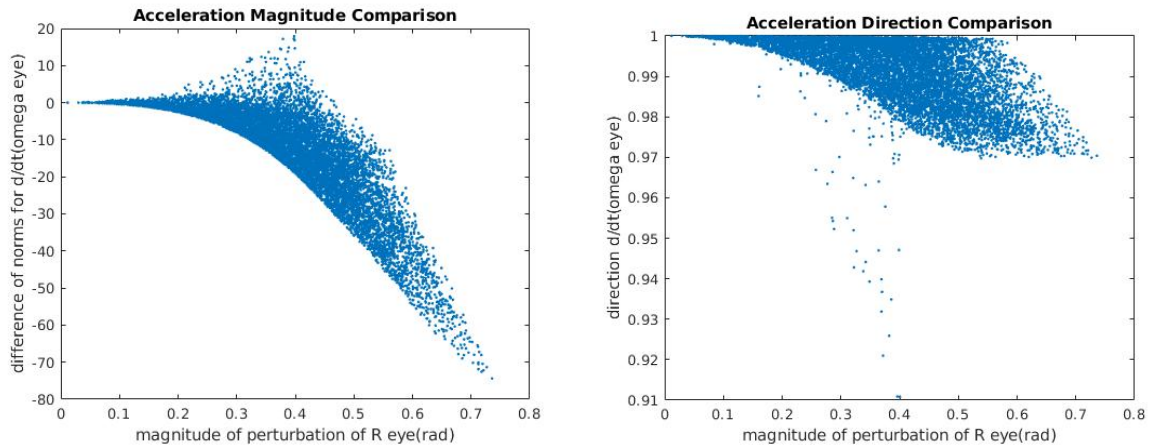 Acceleration Magnitude Comparison
difference of norms for d/dt(omega eye)
20
10
0
-10
-20
-30
-40
-50
-60
-70
-80
0 0.1 0.2 0.3 0.4 0.5 0.6 0.7 0.8
magnitude of perturbation of R eye(rad)
Acceleration Direction Comparison
direction d/dt(omega eye)
1
0.99
0.98
0.97
0.96
0.95
0.94
0.93
0.92
0.91
0 0.1 0.2 0.3 0.4 0.5 0.6 0.7 0.8
magnitude of perturbation of R eye(rad)